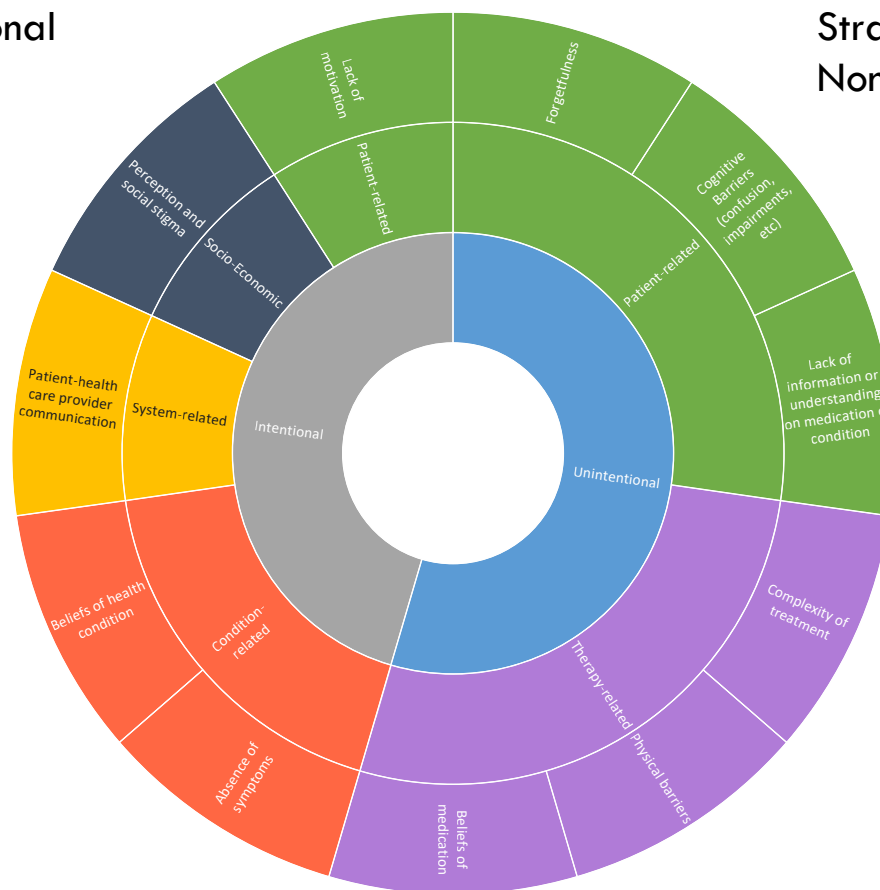 onal
Stra
Non
Lack of
motivation
Forgetfulness
Perception and
social stigma
Patient-related
Cognitive
Barriers
(confusion,
impairments,
etc)
Socio-Economic
Patient-related
Patient-health
care provider
communication
System-related
Intentional
Unintentional
Lack of
information or
understanding
on medication o
condition
Beliefs of health
condition
Condition-
related
Therapy-related
Complexity of
treatment
Absence of
symptoms
Beliefs of
medication
Physical barriers